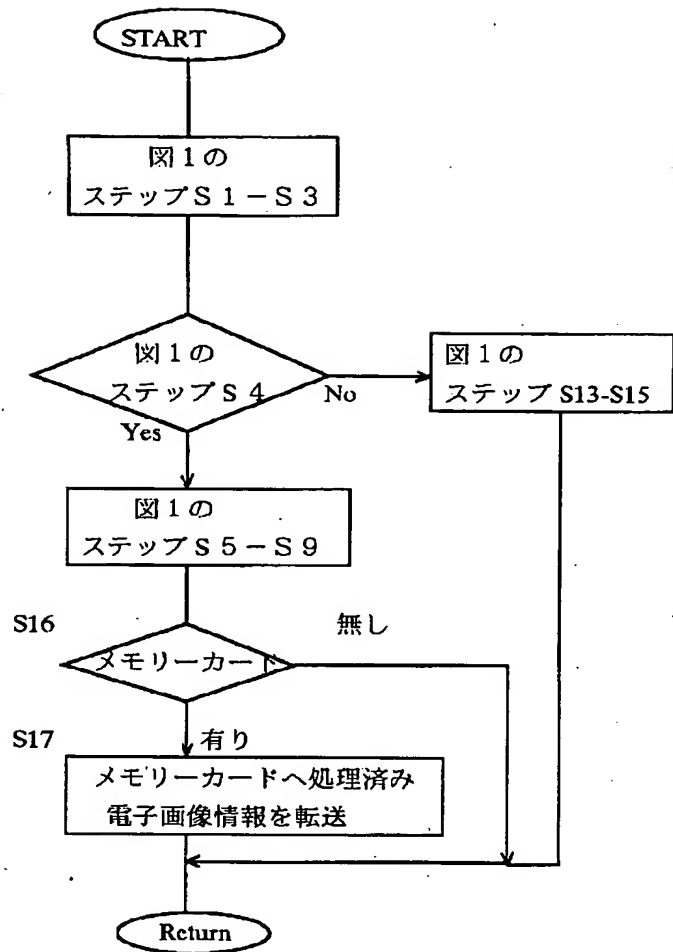 START
図1の
ステップS1−S3
図1の
ステップS4
No
Yes
図1の
ステップS13-S15
図1の
ステップS5−S9
S16
無し
メモリーカード
S17
有り
メモリーカードへ処理済み
電子画像情報を転送
Return